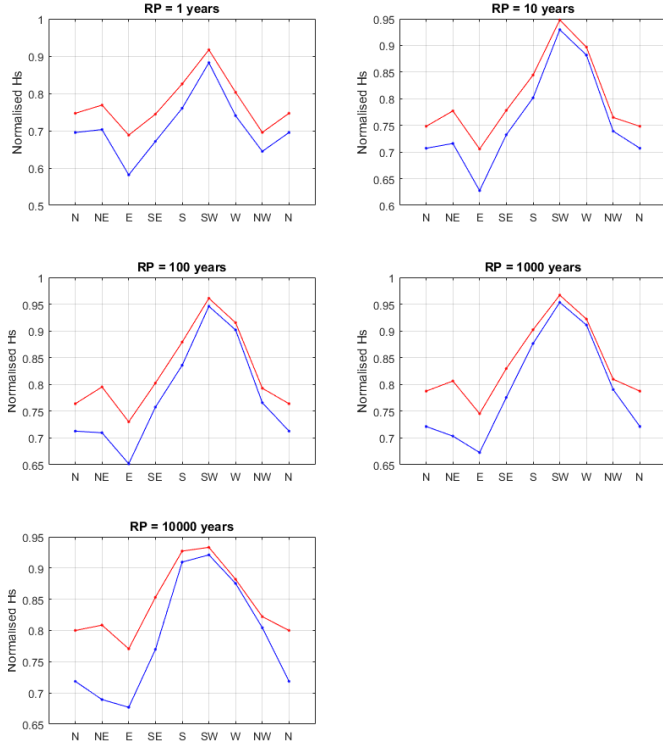 RP = 1 years
Normalised Hs
1
0.9
0.8
0.7
0.6
0.5
N NE E SE S SW W NW N
RP = 10 years
Normalised Hs
0.95
0.9
0.85
0.8
0.75
0.7
0.65
0.6
N NE E SE S SW W NW N
RP = 100 years
Normalised Hs
1
0.95
0.9
0.85
0.8
0.75
0.7
0.65
N NE E SE S SW W NW N
RP = 1000 years
Normalised Hs
1
0.95
0.9
0.85
0.8
0.75
0.7
0.65
N NE E SE S SW W NW N
RP = 10000 years
Normalised Hs
0.95
0.9
0.85
0.8
0.75
0.7
0.65
N NE E SE S SW W NW N